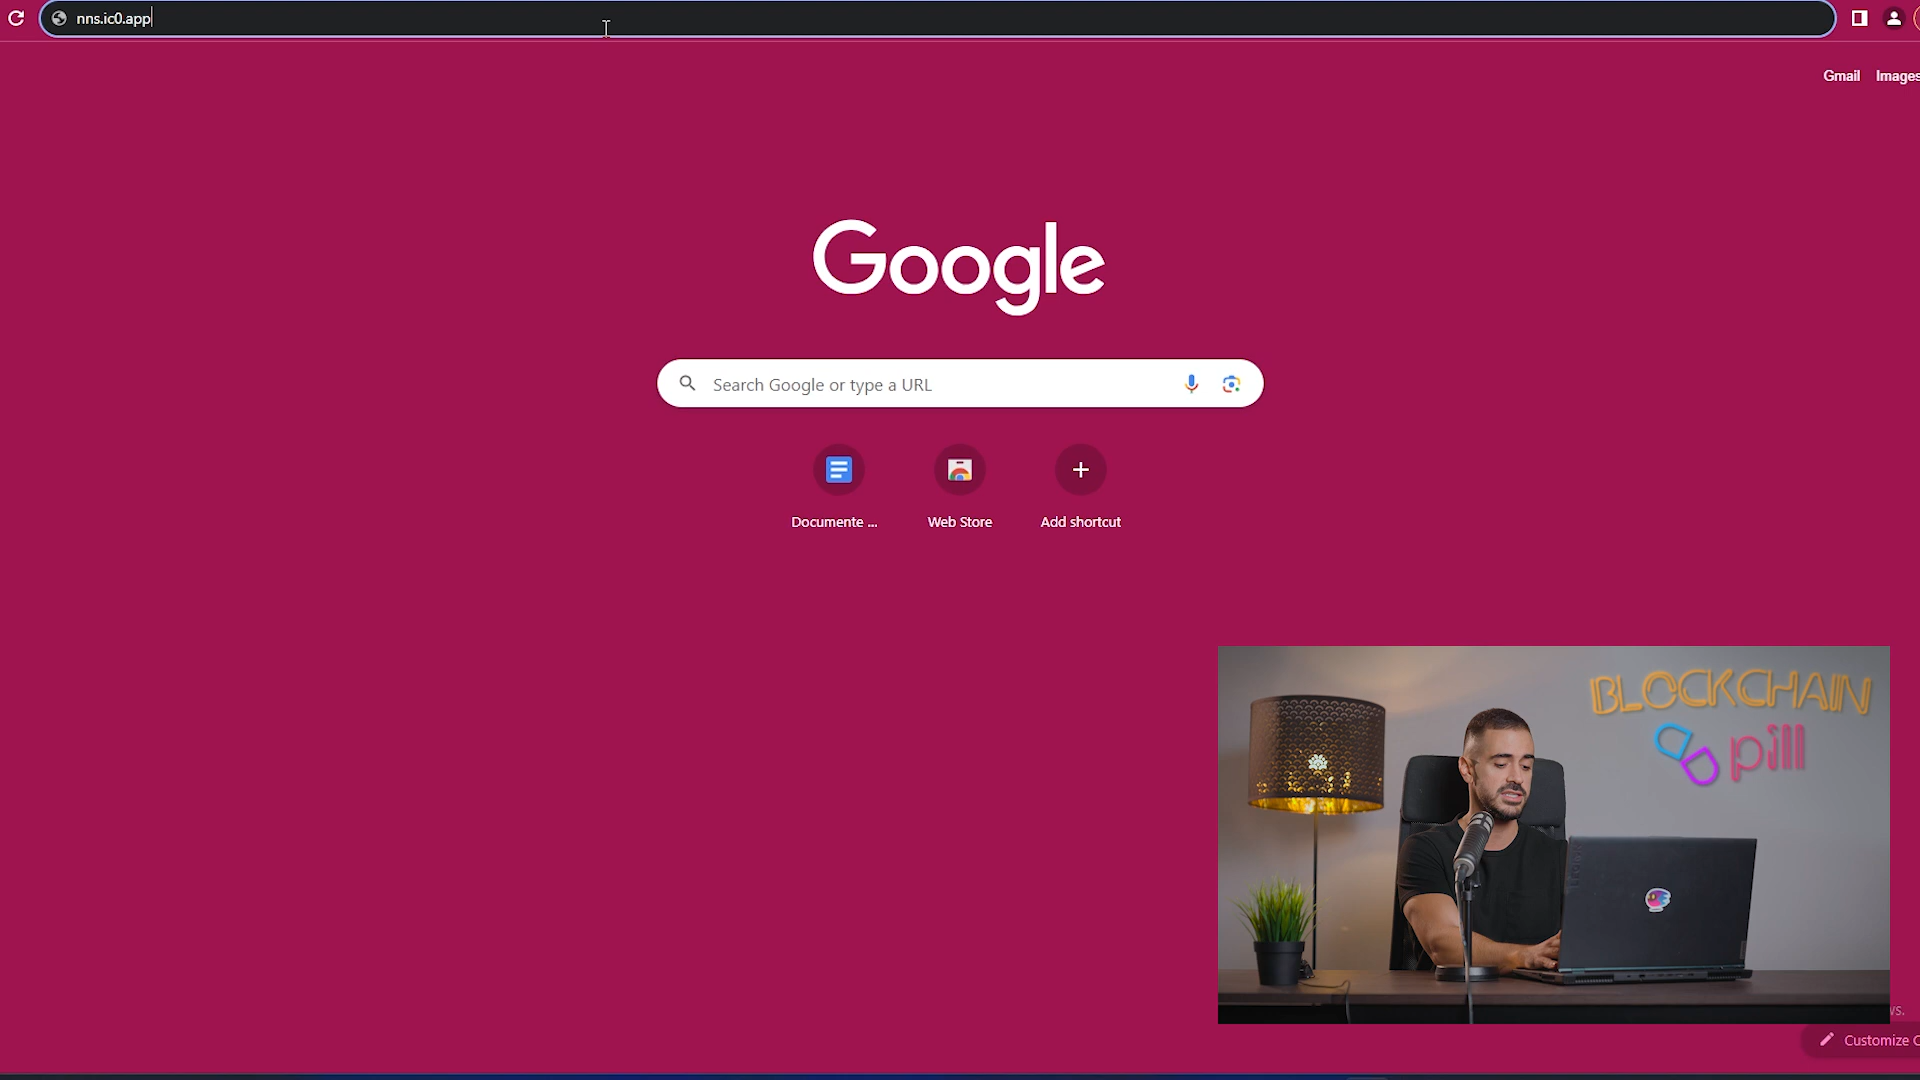 nns.ic0.app
Gmail Images
Google
Search Google or type a URL
Documente ...
Web Store
Add shortcut
BLOCKCHAIN
pill
ws.
Customize C